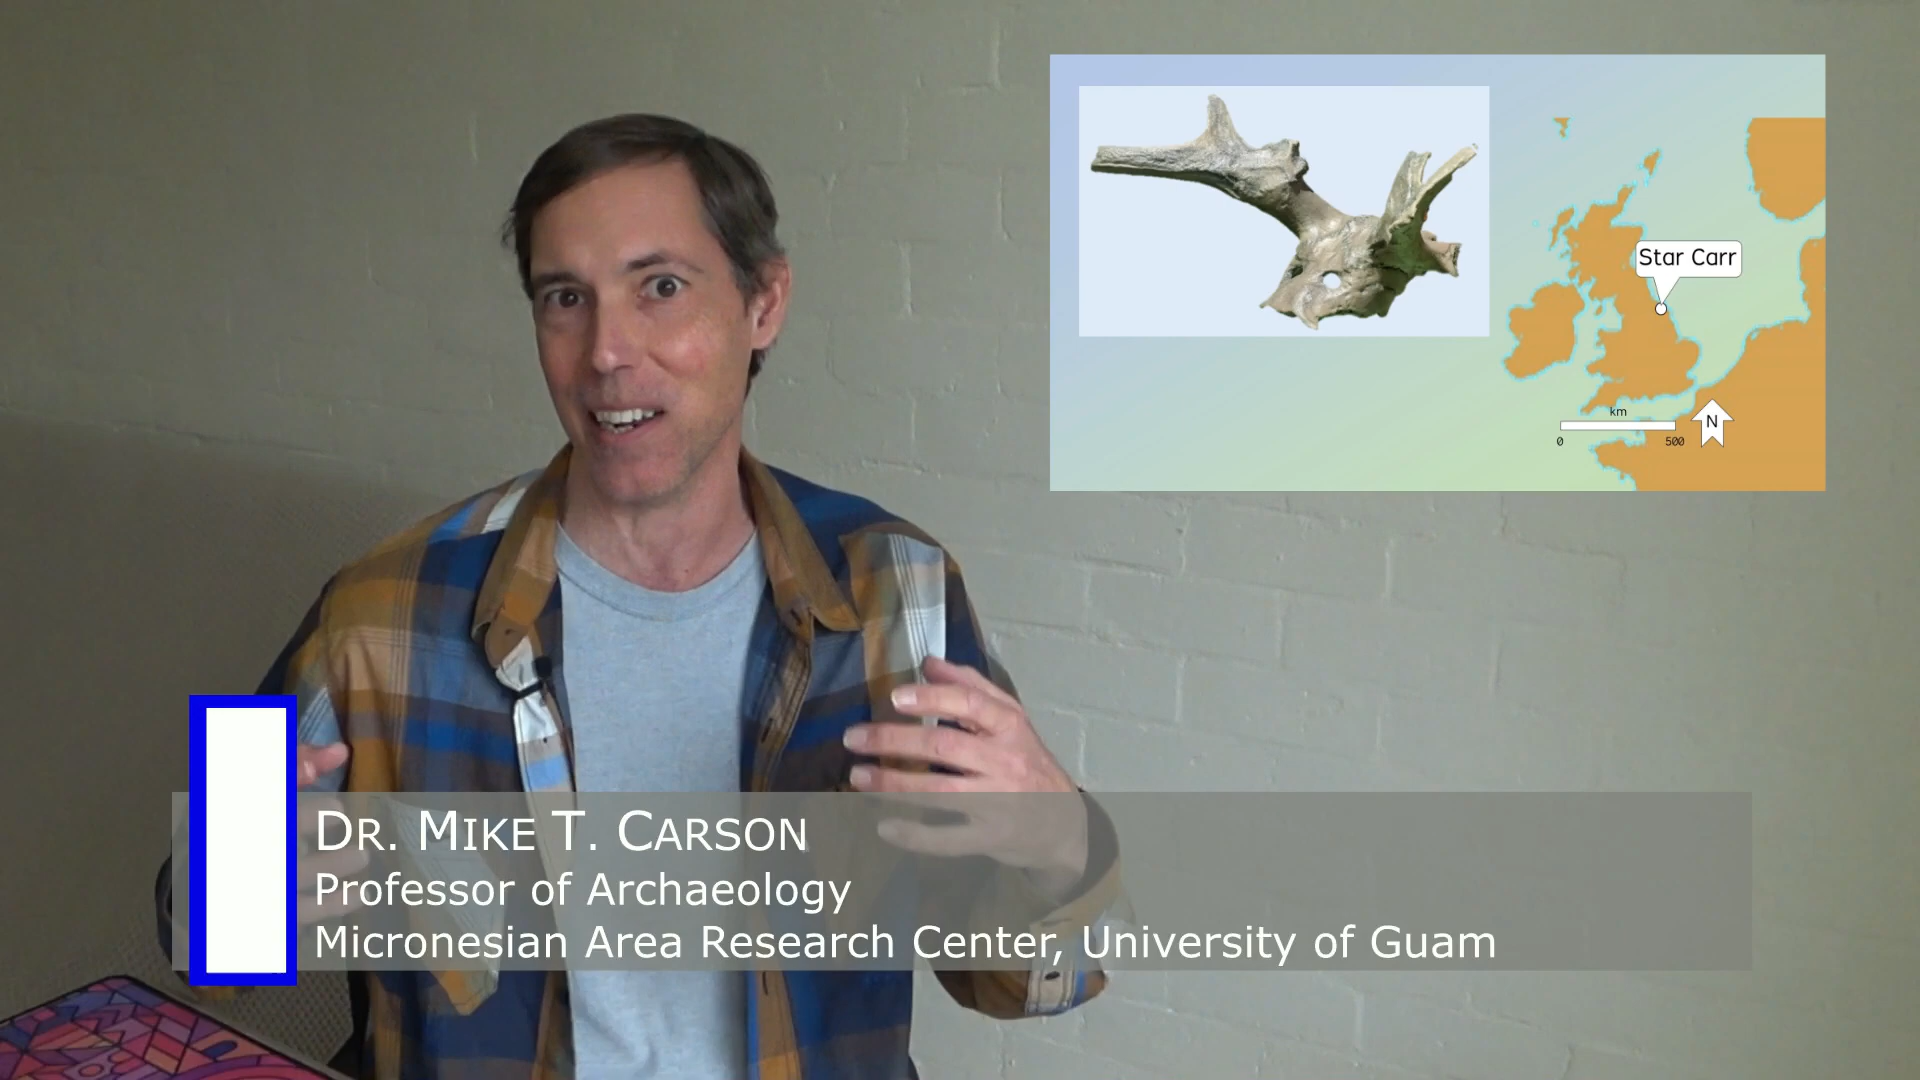 Star Carr
km
0 500
N
DR. MIKE T. CARSON
Professor of Archaeology
Micronesian Area Research Center, University of Guam